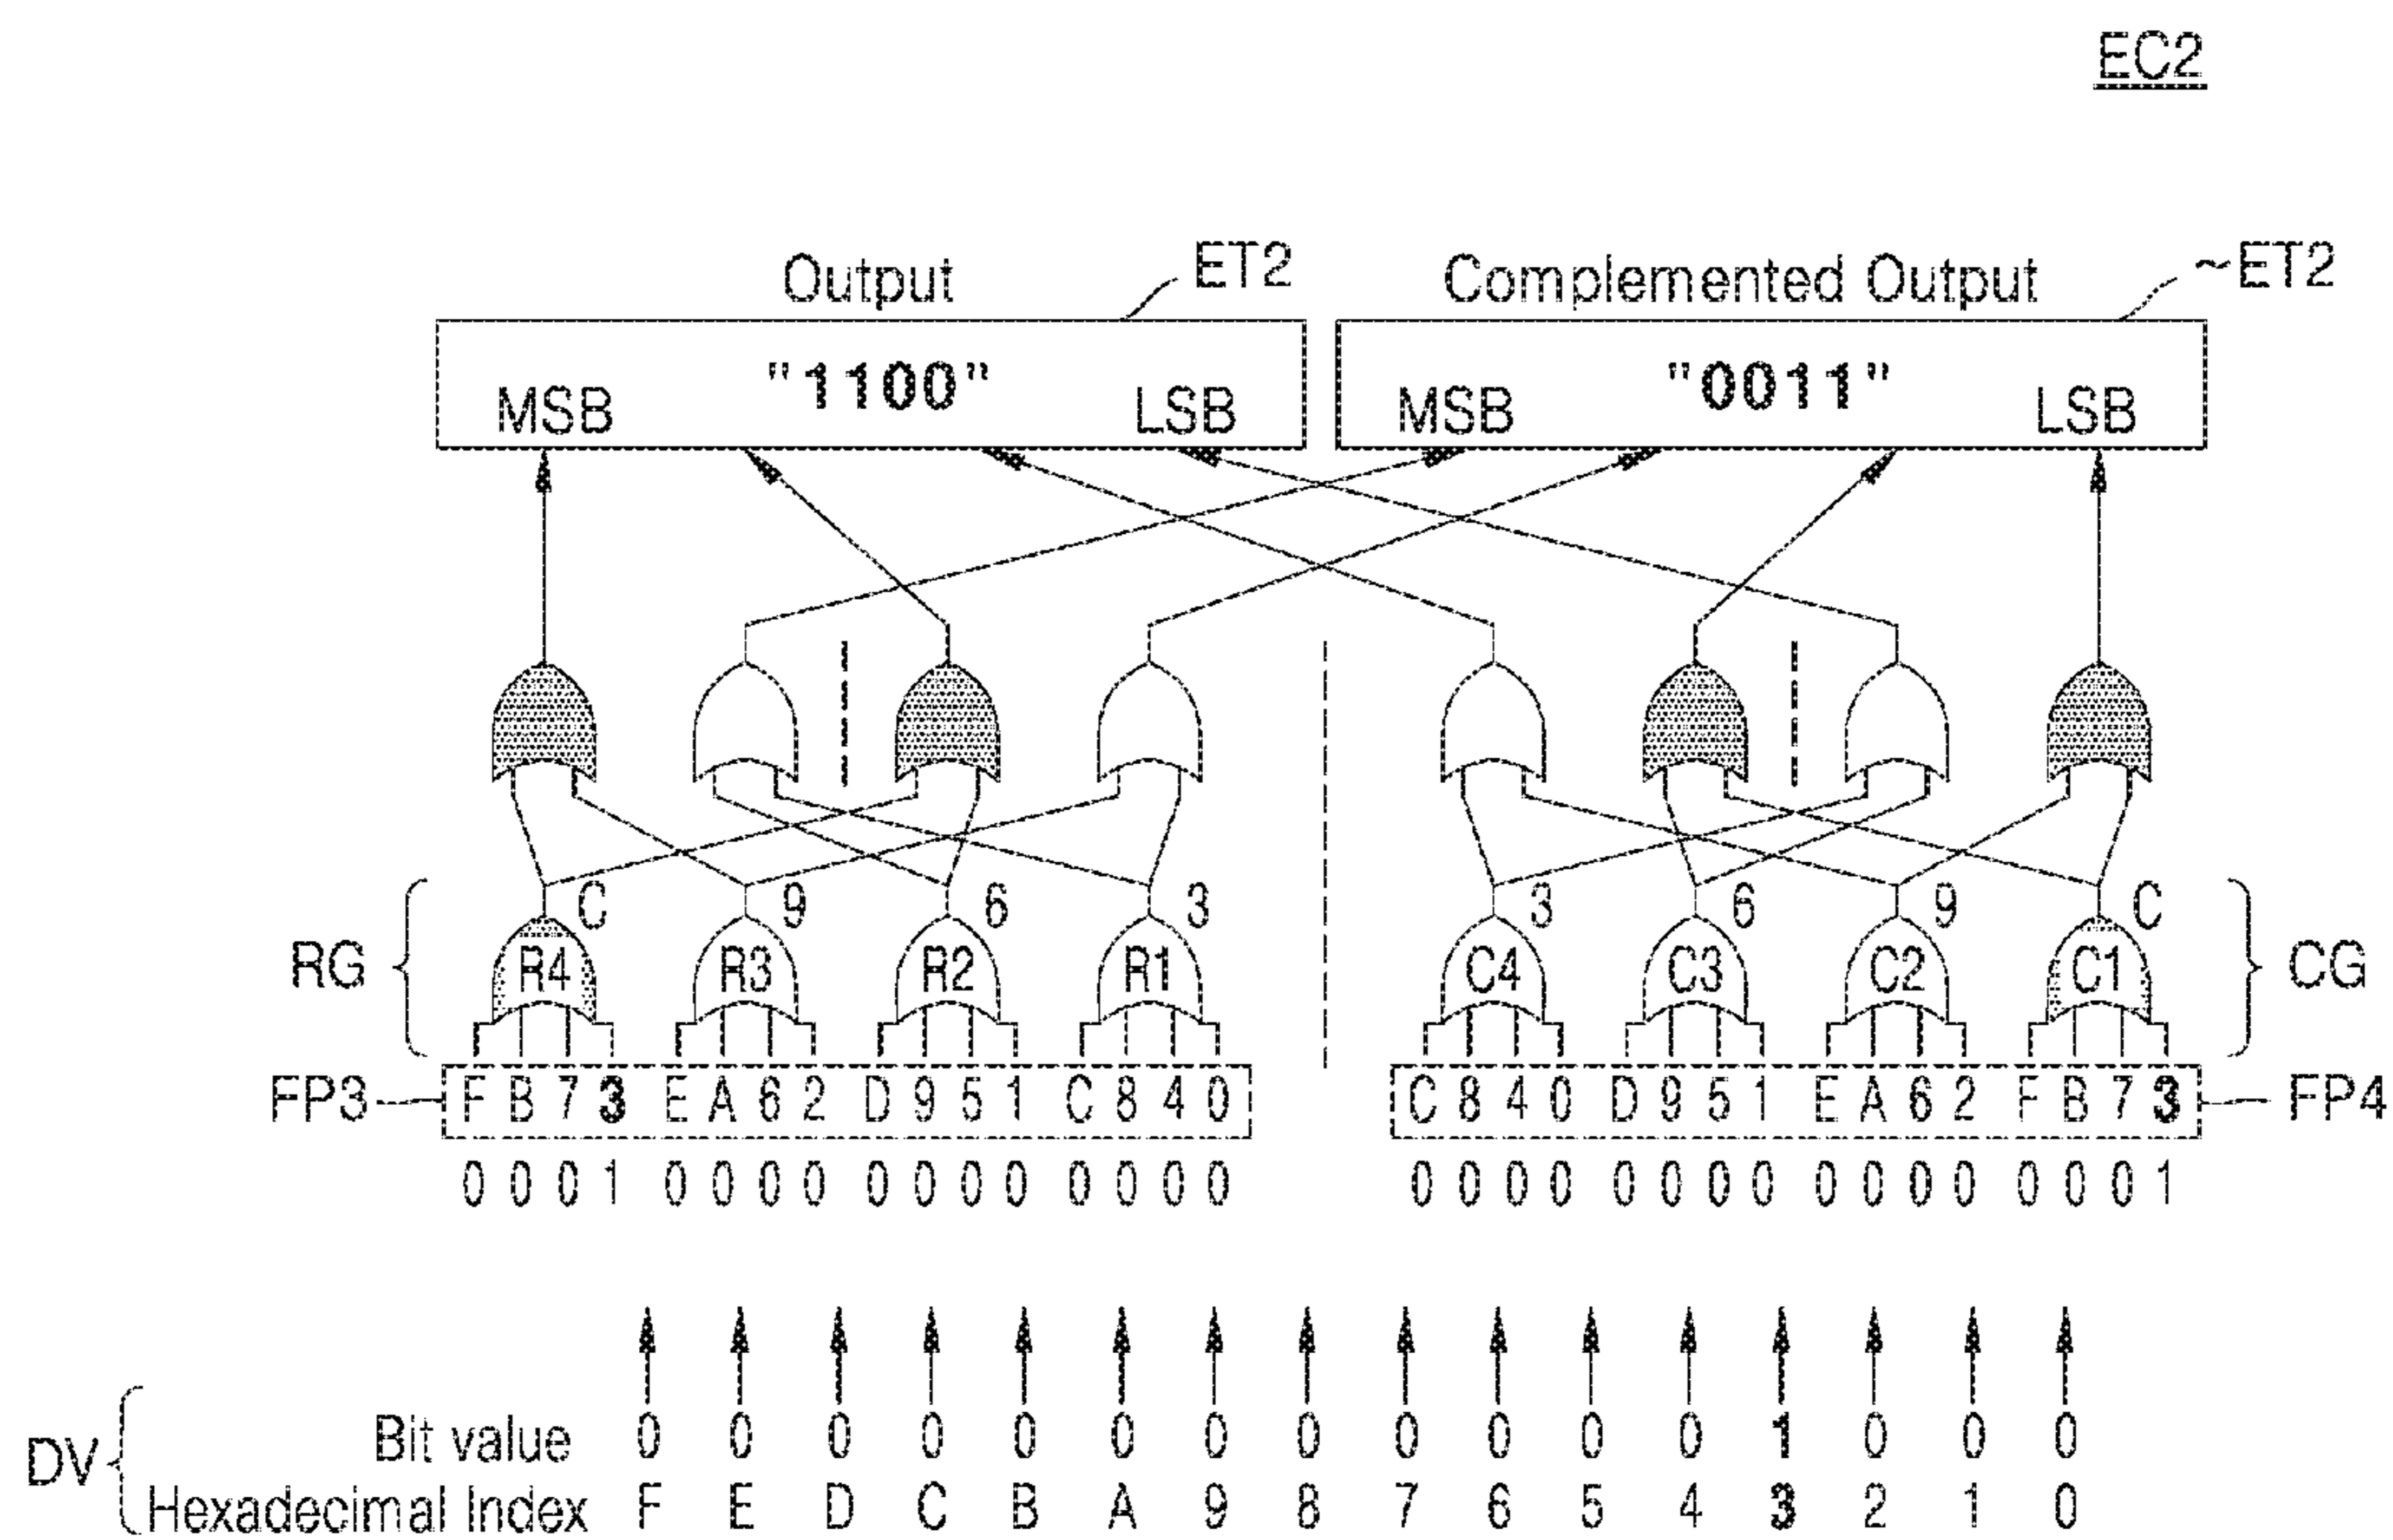 EC2
Output ET2 Complemented Output ~ET2
"1100" "0011"
MSB LSB MSB LSB
C 9 6 3 3 6 9 C
RG R4 R3 R2 R1 C4 C3 C2 C1 CG
FP3 F B 7 3 E A 6 2 D 9 5 1 C 8 4 0 C 8 4 0 D 9 5 1 E A 6 2 F B 7 3 FP4
0 0 0 1 0 0 0 0 0 0 0 0 0 0 0 0 0 0 0 0 0 0 0 0 0 0 0 0 0 0 0 1
DV
Bit value 0 0 0 0 0 0 0 0 0 0 0 0 1 0 0 0
Hexadecimal Index F E D C B A 9 8 7 6 5 4 3 2 1 0